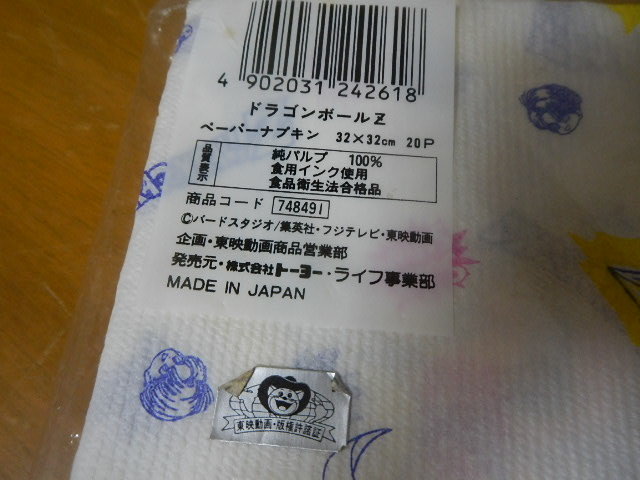 4 902031 242618
ドラゴンボールZ
ペーパーナプキン 32×32cm 20P
品質表示
純パルプ 100%
食用インク使用
食品衛生法合格品
商品コード 748491
©バードスタジオ/集英社・フジテレビ・東映動画
企画・東映動画商品営業部
発売元・株式会社トーヨー・ライフ事業部
MADE IN JAPAN
東映動画・版権許諾証